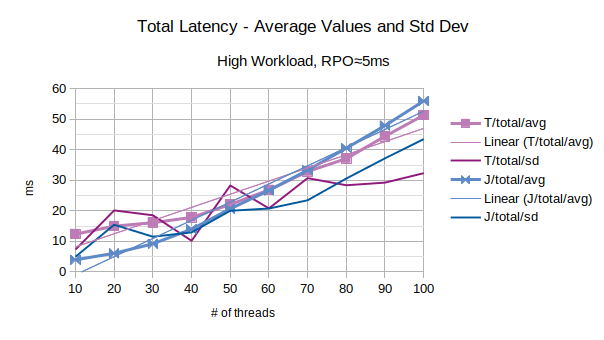 Total Latency - Average Values and Std Dev
High Workload, RPO≈5ms
60
50
40
30
20
10
0
ms
10 20 30 40 50 60 70 80 90 100
# of threads
T/total/avg
Linear (T/total/avg)
T/total/sd
J/total/avg
Linear (J/total/avg)
J/total/sd